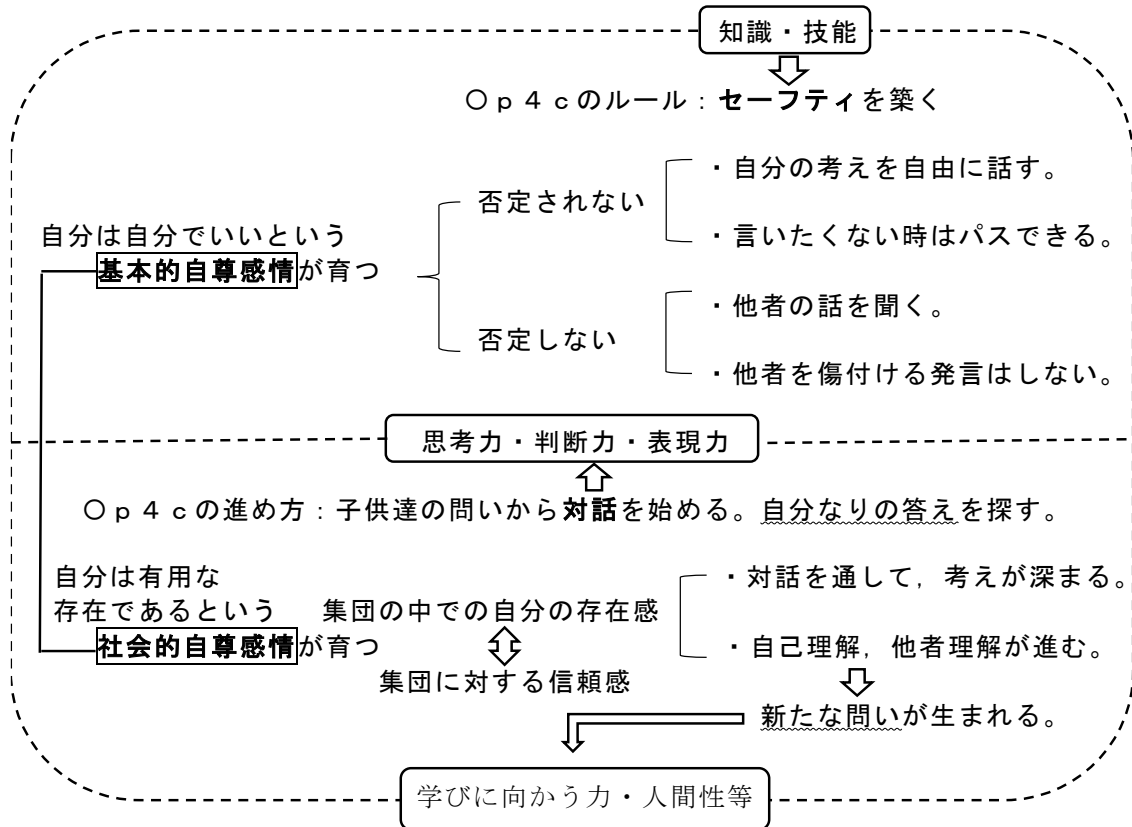 知識・技能
〇p4cのルール：セーフティを築く
・自分の考えを自由に話す。
否定されない
・言いたくない時はパスできる。
自分は自分でいいという
基本的自尊感情が育つ
・他者の話を聞く。
否定しない
・他者を傷付ける発言はしない。
思考力・判断力・表現力
〇p4cの進め方：子供達の問いから対話を始める。自分なりの答えを探す。
自分は有用な
存在であるという
社会的自尊感情が育つ
集団の中での自分の存在感
集団に対する信頼感
・対話を通して，考えが深まる。
・自己理解，他者理解が進む。
新たな問いが生まれる。
学びに向かう力・人間性等